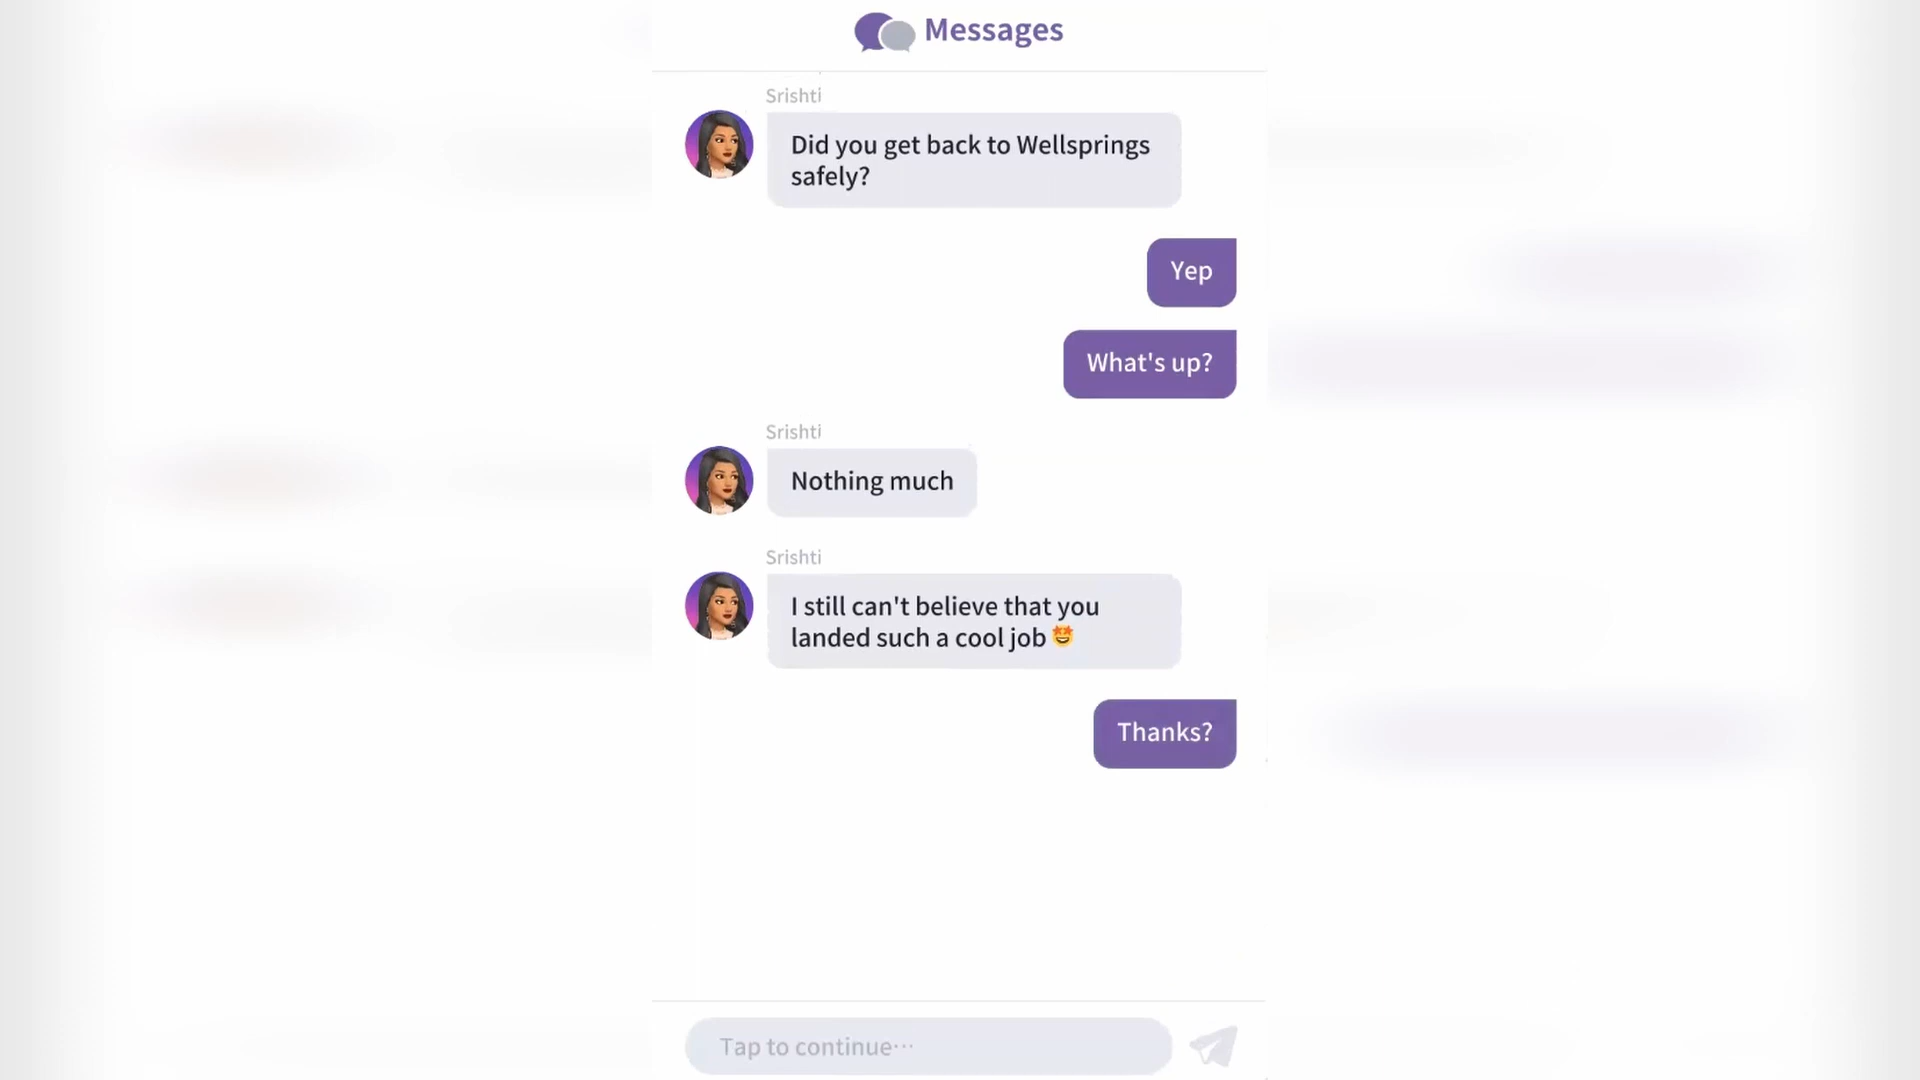 Messages
Srishti
Did you get back to Wellsprings
safely?
Yep
What's up?
Srishti
Nothing much
Srishti
I still can't believe that you
landed such a cool job 🤩
Thanks?
Tap to continue···